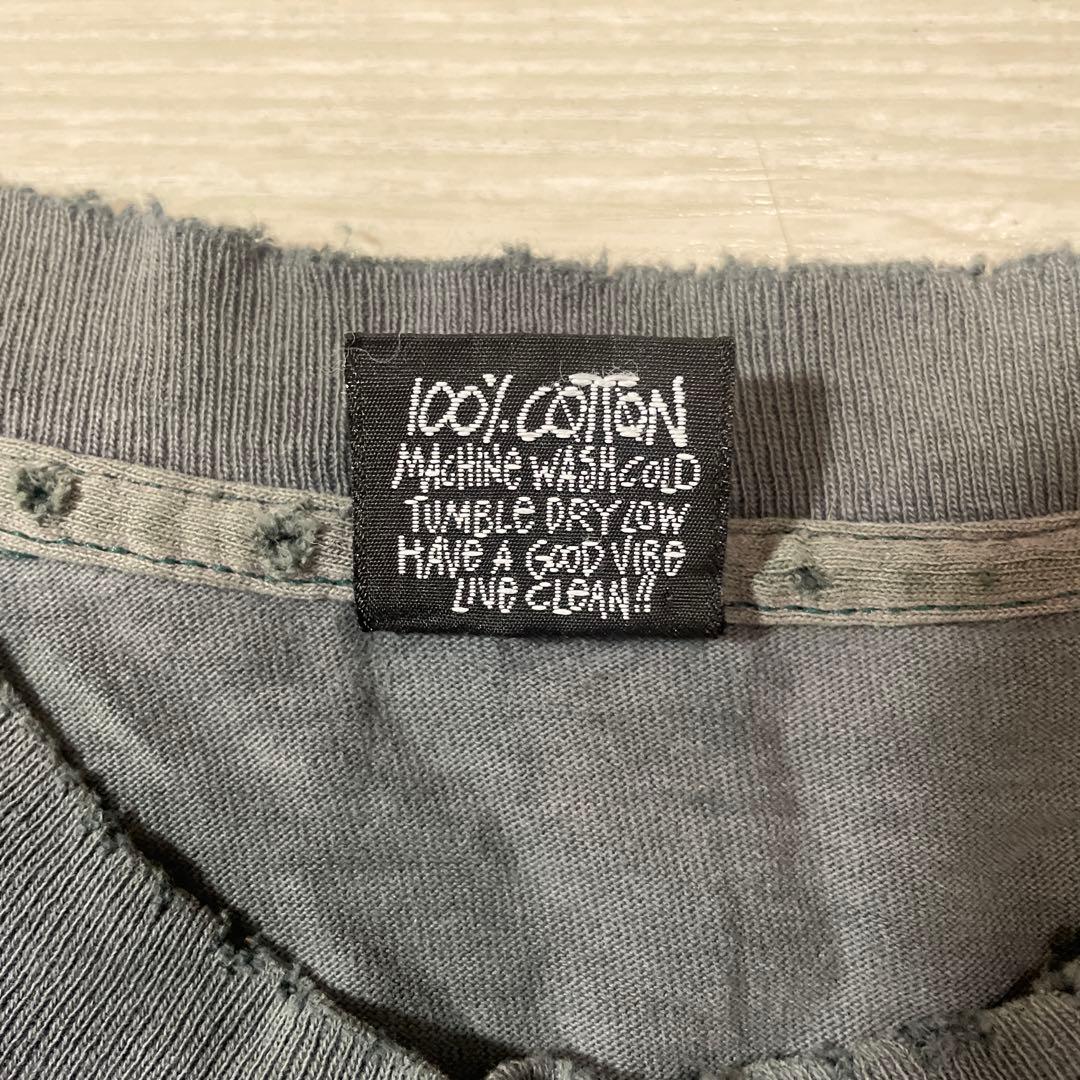 100% COTTON
MACHINE WASH COLD
TUMBLE DRY LOW
HAVE A GOOD VIBE
LIVE CLEAN!!